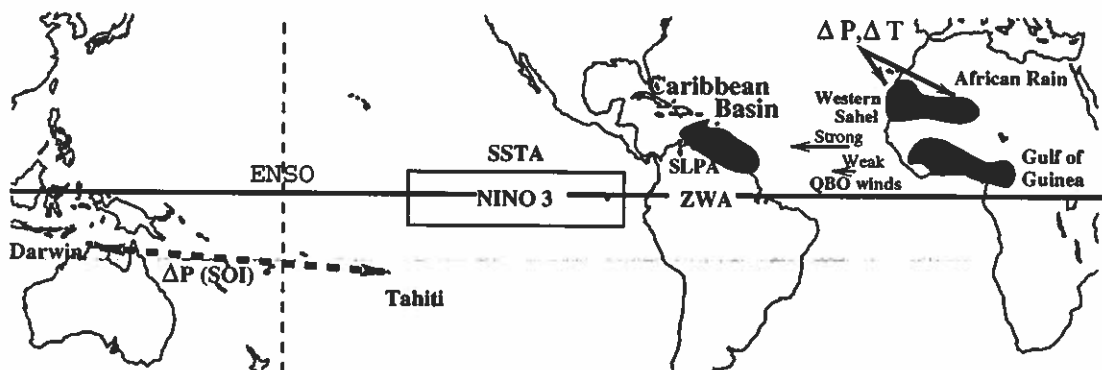 ΔP,ΔT
African Rain
Caribbean
Basin
Western
Sahel
Strong
SSTA
SLPA
Weak
Gulf of
Guinea
ENSO
QBO winds
NINO 3
ZWA
Darwin
ΔP (SOI)
Tahiti